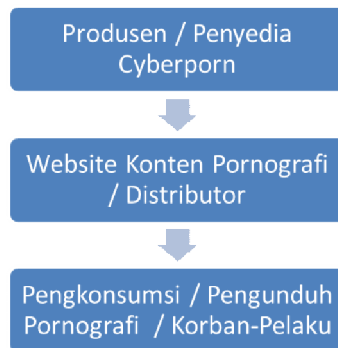 Produsen / Penyedia
Cyberporn
Website Konten Pornografi
/ Distributor
Pengkonsumsi / Pengunduh
Pornografi / Korban-Pelaku